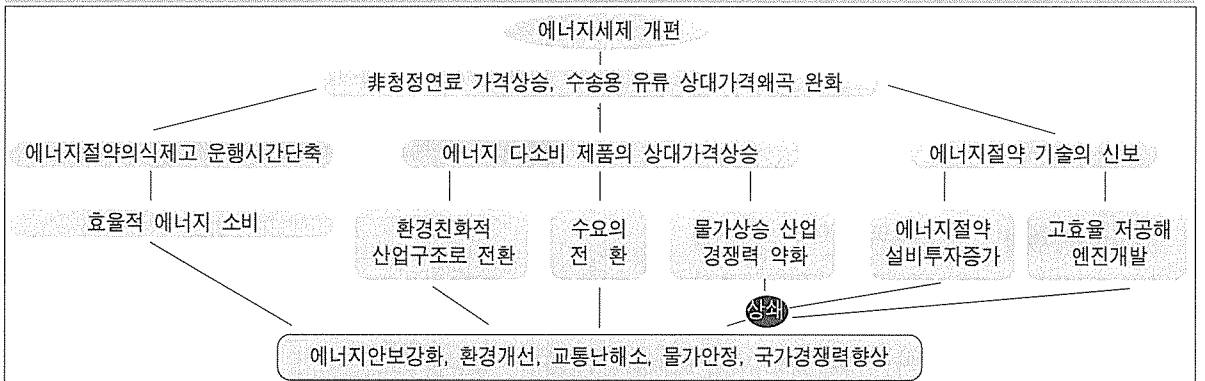 에너지세제 개편
非청정연료 가격상승, 수송용 유류 상대가격왜곡 완화
에너지절약의식제고 운행시간단축
에너지 다소비 제품의 상대가격상승
에너지절약 기술의 신보
효율적 에너지 소비
환경친화적
산업구조로 전환
수요의
전 환
물가상승 산업
경쟁력 약화
에너지절약
설비투자증가
고효율 저공해
엔진개발
상쇄
에너지안보강화, 환경개선, 교통난해소, 물가안정, 국가경쟁력향상